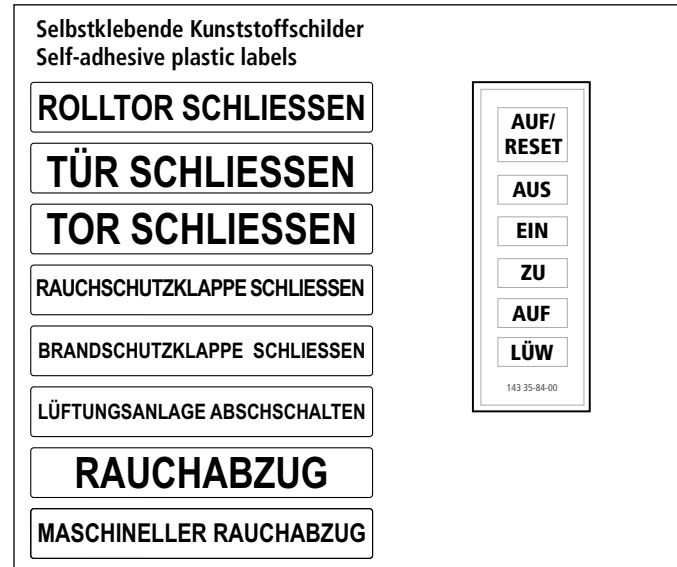 Selbstklebende Kunststoffschilder
Self-adhesive plastic labels
ROLLTOR SCHLIESSEN
TÜR SCHLIESSEN
TOR SCHLIESSEN
RAUCHSCHUTZKLAPPE SCHLIESSEN
BRANDSCHUTZKLAPPE SCHLIESSEN
LÜFTUNGSANLAGE ABSCHSCHALTEN
RAUCHABZUG
MASCHINELLER RAUCHABZUG
AUF/
RESET
AUS
EIN
ZU
AUF
LÜW
143 35-84-00